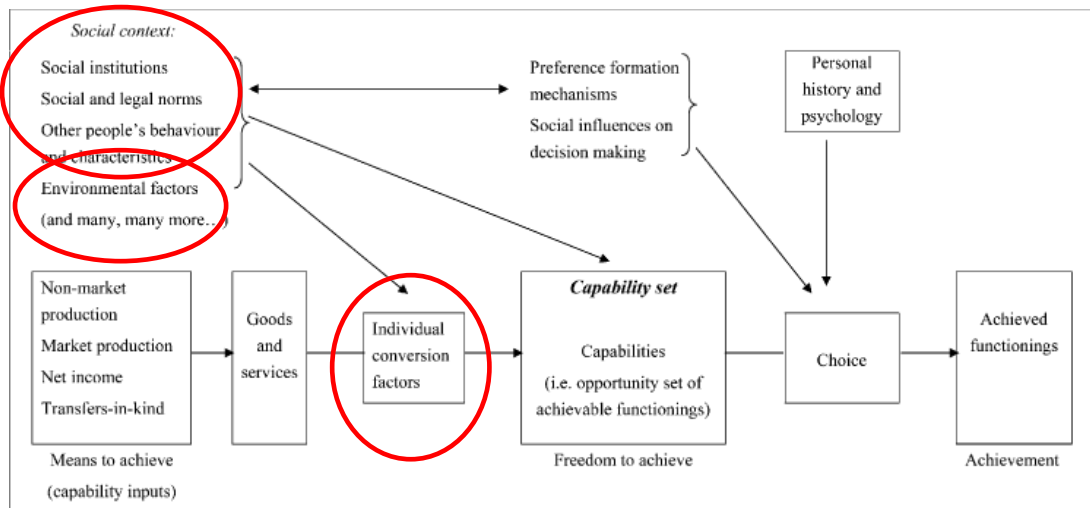 Social context:
Social institutions
Social and legal norms
Other people's behaviour
and characteristics
Environmental factors
(and many, many more…)
Preference formation
mechanisms
Social influences on
decision making
Personal
history and
psychology
Non-market
production
Market production
Net income
Transfers-in-kind
Goods
and
services
Individual
conversion
factors
Capability set
Capabilities
(i.e. opportunity set of
achievable functionings)
Choice
Achieved
functionings
Means to achieve
(capability inputs)
Freedom to achieve
Achievement